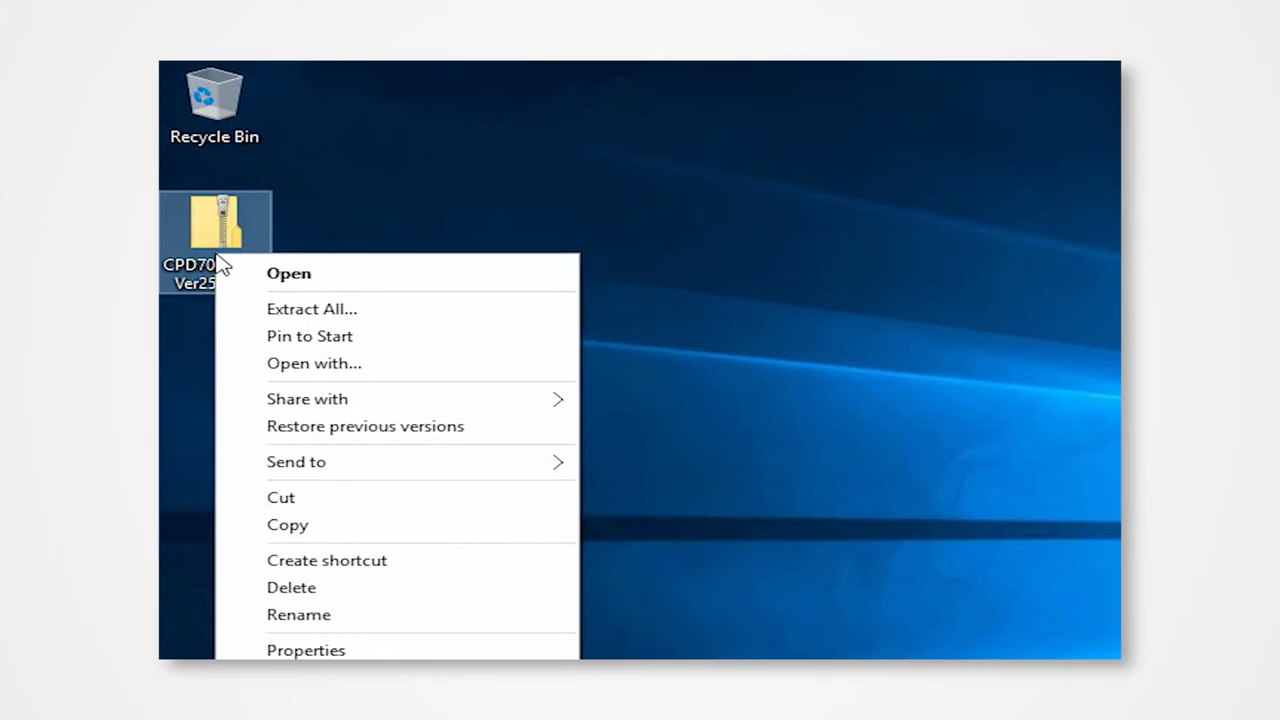 Recycle Bin
CPD70
Ver25
Open
Extract All...
Pin to Start
Open with...
Share with
Restore previous versions
Send to
Cut
Copy
Create shortcut
Delete
Rename
Properties